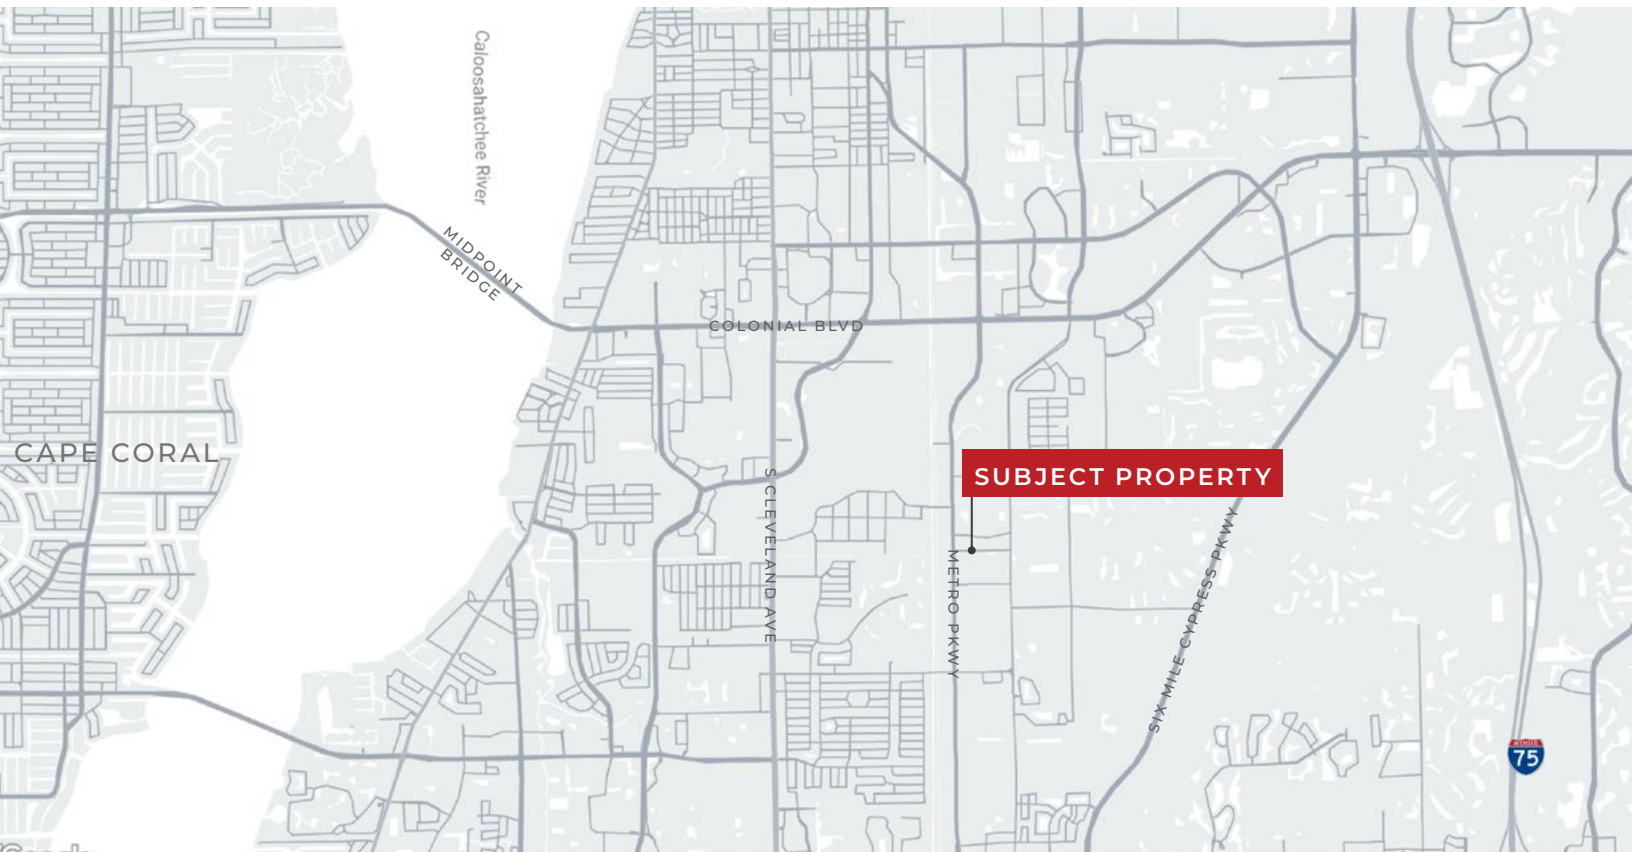 Caloosahatchee River
MIDPOINT
BRIDGE
COLONIAL BLVD
CAPE CORAL
SUBJECT PROPERTY
S CLEVELAND AVE
METRO PKWY
SIX MILE CYPRESS PKWY
INTERSTATE
75